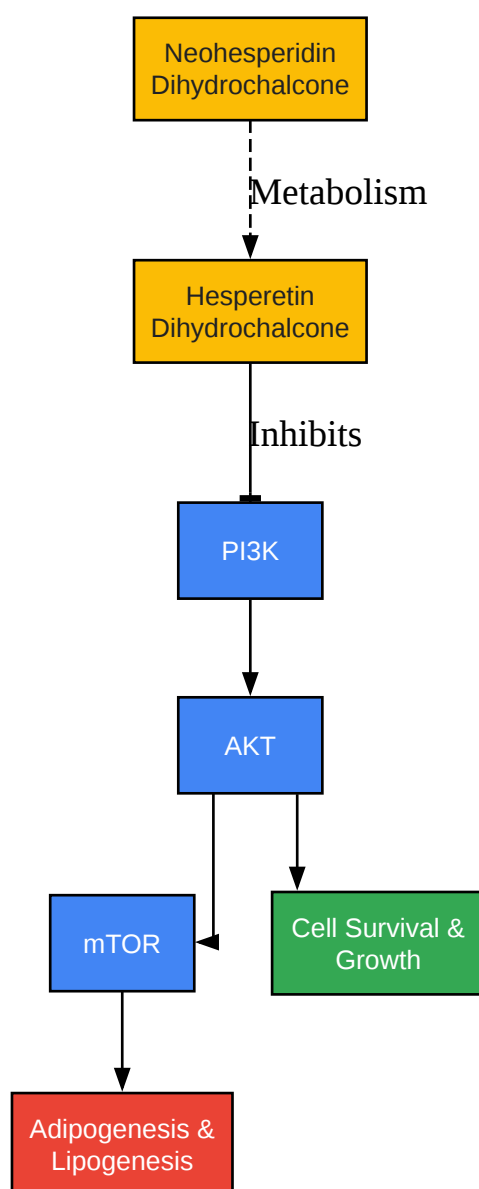 Neohesperidin
Dihydrochalcone
Metabolism
Hesperetin
Dihydrochalcone
Inhibits
PI3K
AKT
mTOR
Cell Survival &
Growth
Adipogenesis &
Lipogenesis